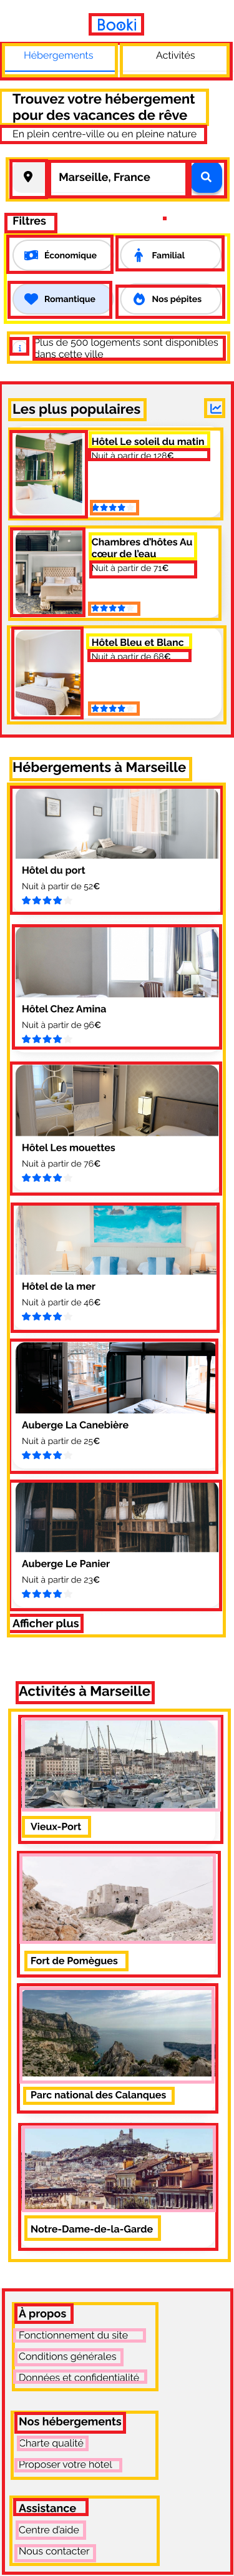 Booki
Hébergements
Activités
Trouvez votre hébergement
pour des vacances de rêve
En plein centre-ville ou en pleine nature
Marseille, France
Filtres
Économique
Familial
Romantique
Nos pépites
Plus de 500 logements sont disponibles
dans cette ville
Les plus populaires
Hôtel Le soleil du matin
Nuit à partir de 128€
Chambres d'hôtes Au
cœur de l'eau
Nuit à partir de 71€
Hôtel Bleu et Blanc
Nuit à partir de 68€
Hébergements à Marseille
Hôtel du port
Nuit à partir de 52€
Hôtel Chez Amina
Nuit à partir de 96€
Hôtel Les mouettes
Nuit à partir de 76€
Hôtel de la mer
Nuit à partir de 46€
Auberge La Canebière
Nuit à partir de 25€
Auberge Le Panier
Nuit à partir de 23€
Afficher plus
Activités à Marseille
Vieux-Port
Fort de Pomègues
Parc national des Calanques
Notre-Dame-de-la-Garde
À propos
Fonctionnement du site
Conditions générales
Données et confidentialité
Nos hébergements
Charte qualité
Proposer votre hôtel
Assistance
Centre d'aide
Nous contacter